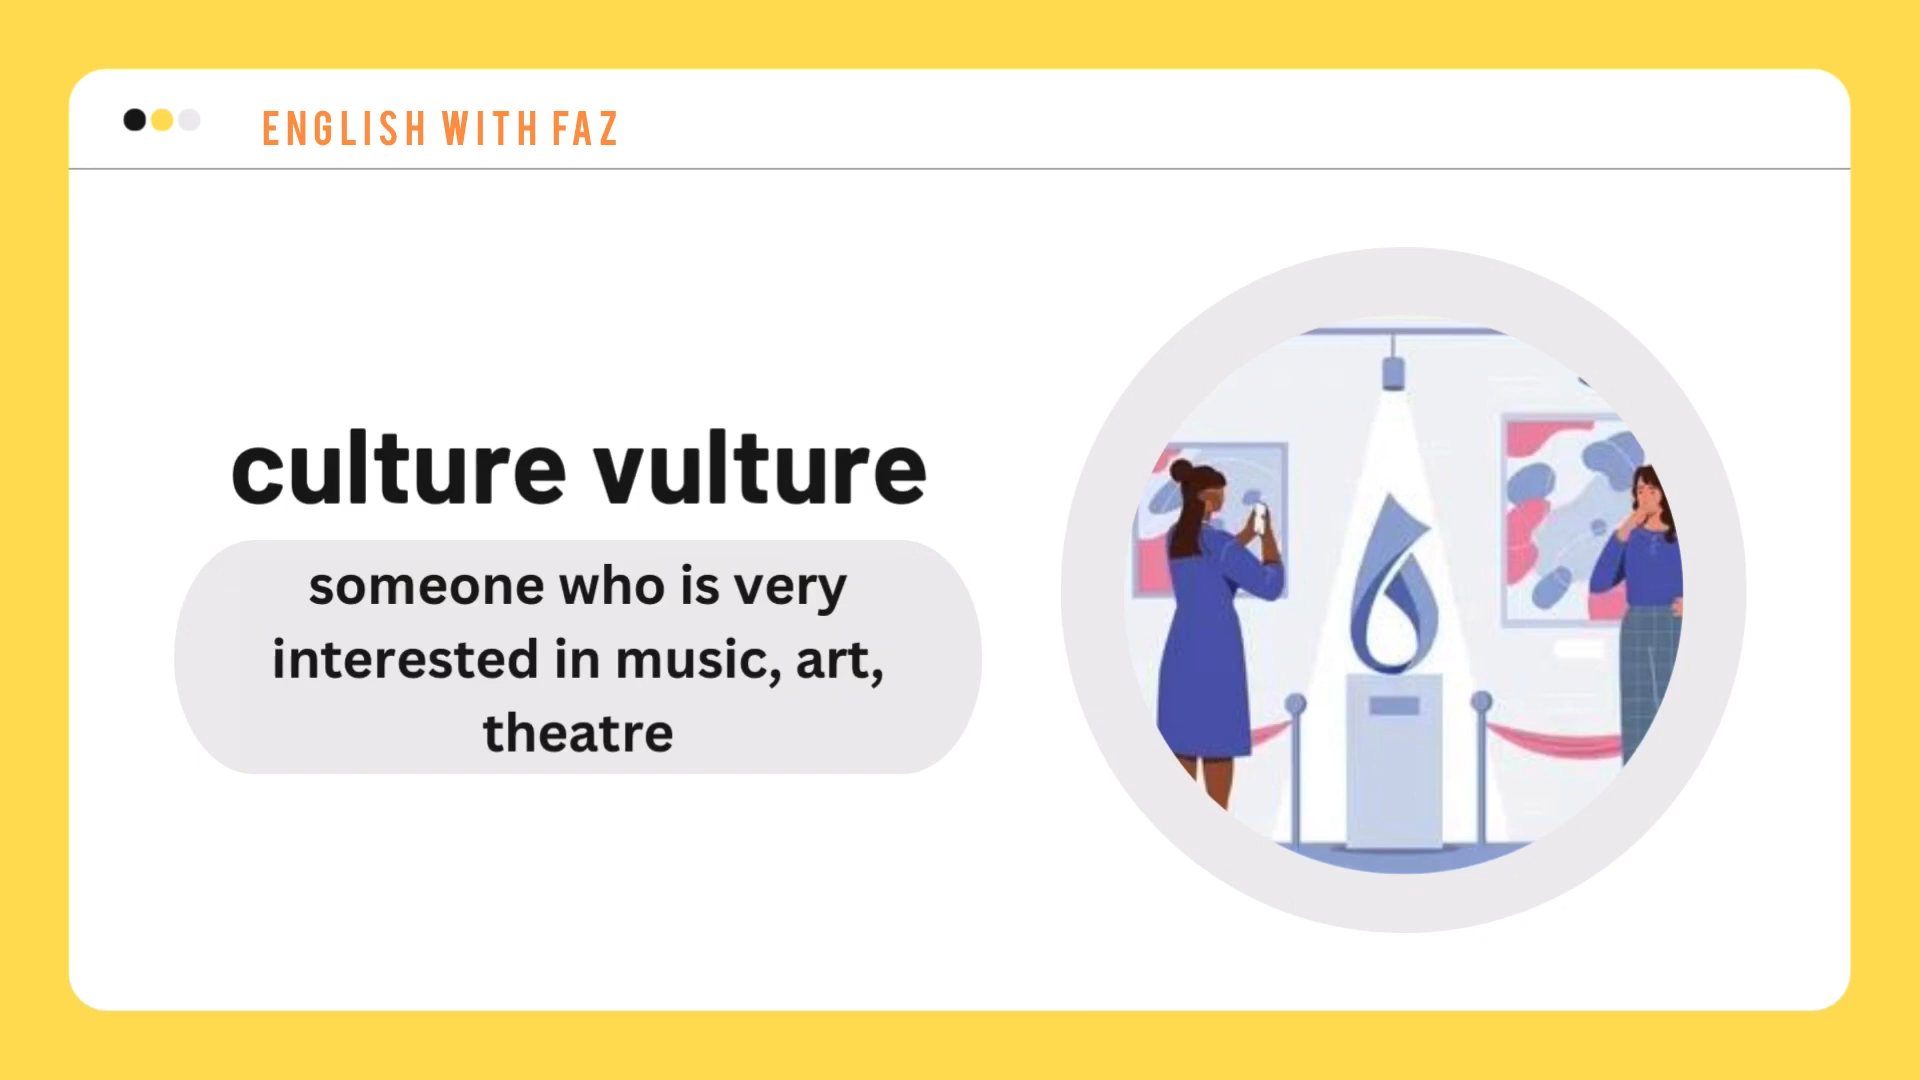 ENGLISH WITH FAZ
culture vulture
someone who is very
interested in music, art,
theatre